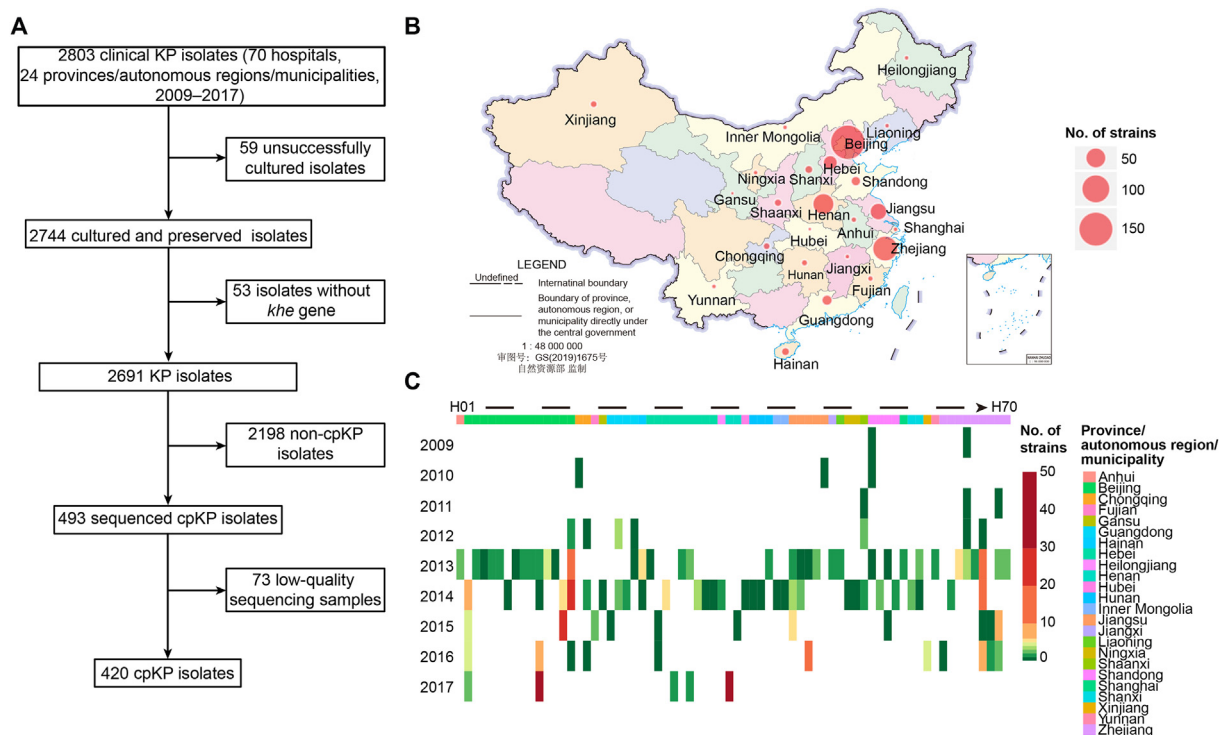 A
2803 clinical KP isolates (70 hospitals,
24 provinces/autonomous regions/municipalities,
2009–2017)
59 unsuccessfully
cultured isolates
2744 cultured and preserved isolates
53 isolates without
khe gene
2691 KP isolates
2198 non-cpKP
isolates
493 sequenced cpKP isolates
73 low-quality
sequencing samples
420 cpKP isolates
B
Heilongjiang
Xinjiang
Inner Mongolia
Liaoning
Beijing
Hebei
Ningxia
Shanxi
Shandong
Gansu
Shaanxi
Henan
Jiangsu
Anhui
Shanghai
Hubei
Zhejiang
Chongqing
Hunan
Jiangxi
Yunnan
Fujian
Guangdong
Hainan
LEGEND
Undefined
Internatinal boundary
Boundary of province,
autonomous region, or
municipality directly under
the central government
1 : 48 000 000
审图号：GS(2019)1675号
自然资源部 监制
No. of strains
50
100
150
C
H01
H70
2009
2010
2011
2012
2013
2014
2015
2016
2017
No. of
strains
50
40
30
20
10
0
Province/
autonomous region/
municipality
Anhui
Beijing
Chongqing
Fujian
Gansu
Guangdong
Hainan
Hebei
Heilongjiang
Henan
Hubei
Hunan
Inner Mongolia
Jiangsu
Jiangxi
Liaoning
Ningxia
Shaanxi
Shandong
Shanghai
Shanxi
Xinjiang
Yunnan
Zhejiang